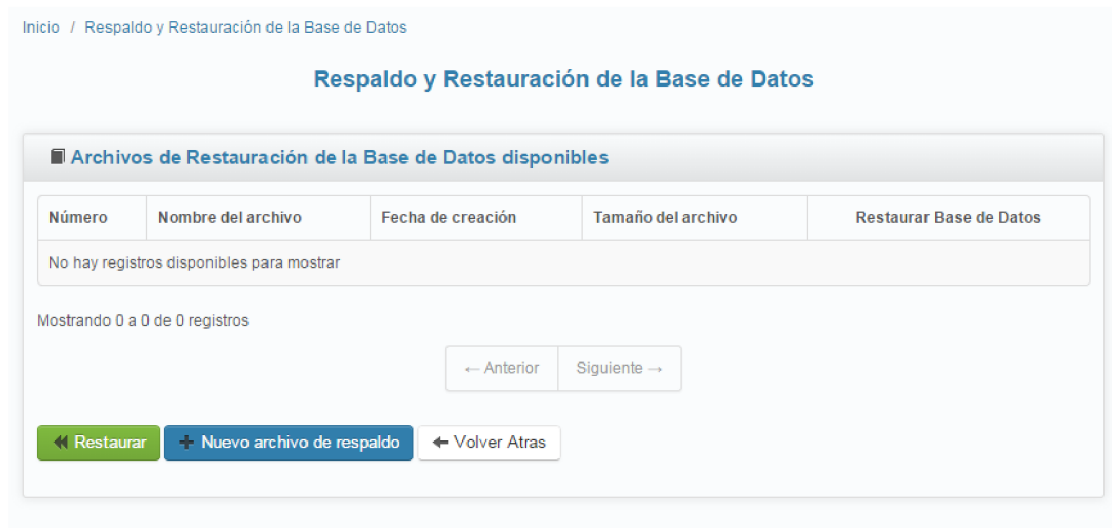 Inicio / Respaldo y Restauración de la Base de Datos
Respaldo y Restauración de la Base de Datos
Archivos de Restauración de la Base de Datos disponibles
Número Nombre del archivo Fecha de creación Tamaño del archivo Restaurar Base de Datos
No hay registros disponibles para mostrar
Mostrando 0 a 0 de 0 registros
← Anterior Siguiente →
Restaurar Nuevo archivo de respaldo Volver Atras